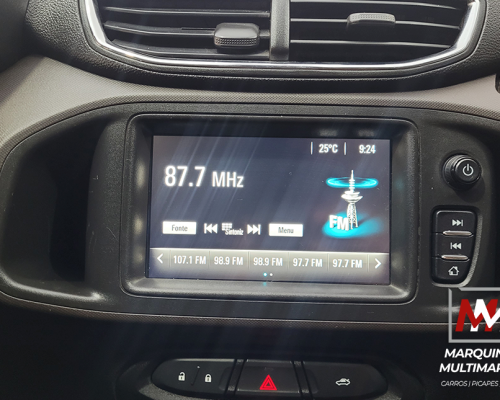 25°C 9:24
87.7 MHz
FM
Fonte Sintonia Menu
107.1 FM 98.9 FM 98.9 FM 97.7 FM 97.7 FM
MARQUIN
MULTIMAR
CARROS | PICAPES